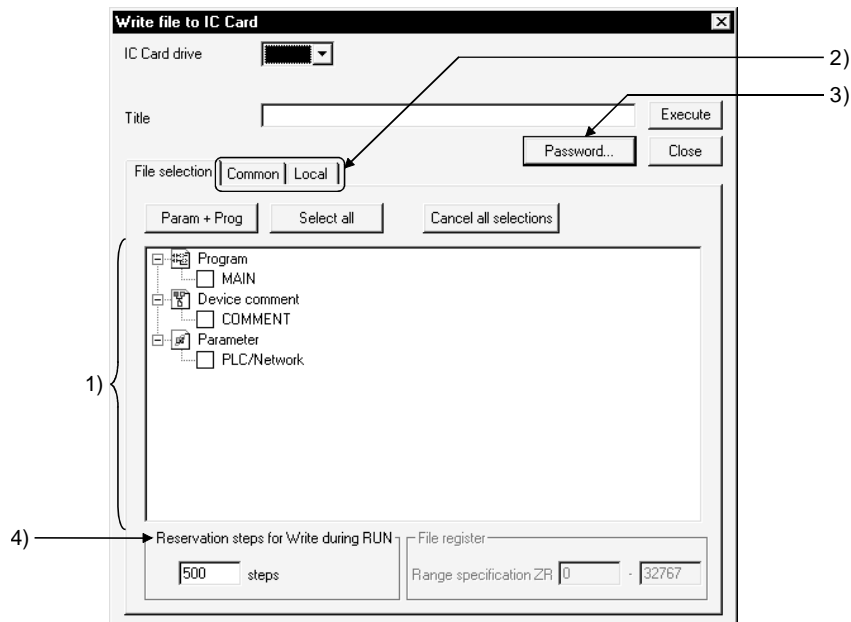 Write file to IC Card
IC Card drive
2)
3)
Title
Execute
Password...
Close
File selection Common Local
Param + Prog Select all Cancel all selections
Program
MAIN
Device comment
COMMENT
Parameter
PLC/Network
1)
4)
Reservation steps for Write during RUN File register
500 steps Range specification ZR 0 - 32767